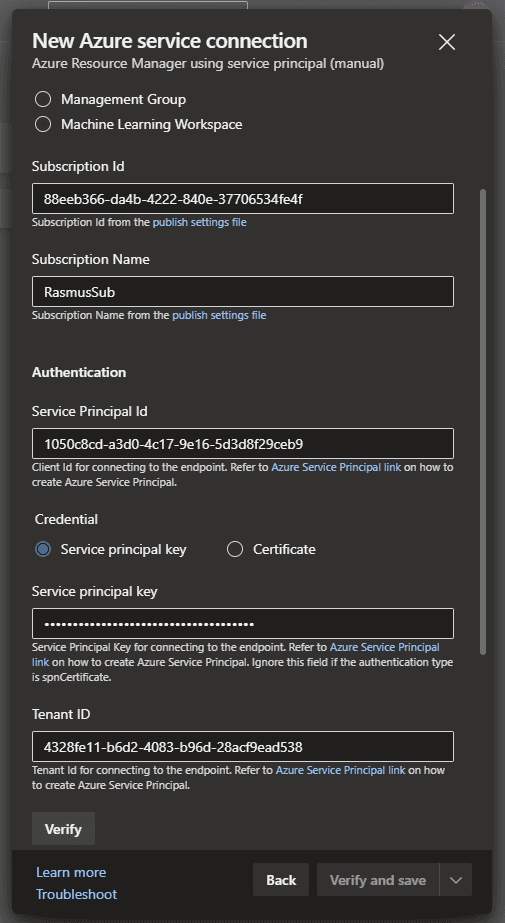 New Azure service connection
Azure Resource Manager using service principal (manual)
Management Group
Machine Learning Workspace
Subscription Id
88eeb366-da4b-4222-840e-37706534fe4f
Subscription Id from the publish settings file
Subscription Name
RasmusSub
Subscription Name from the publish settings file
Authentication
Service Principal Id
1050c8cd-a3d0-4c17-9e16-5d3d8f29ceb9
Client Id for connecting to the endpoint. Refer to Azure Service Principal link on how to
create Azure Service Principal.
Credential
Service principal key Certificate
Service principal key
Service Principal Key for connecting to the endpoint. Refer to Azure Service Principal
link on how to create Azure Service Principal. Ignore this field if the authentication type
is spnCertificate.
Tenant ID
4328fe11-b6d2-4083-b96d-28acf9ead538
Tenant Id for connecting to the endpoint. Refer to Azure Service Principal link on how
to create Azure Service Principal.
Verify
Learn more
Back Verify and save
Troubleshoot